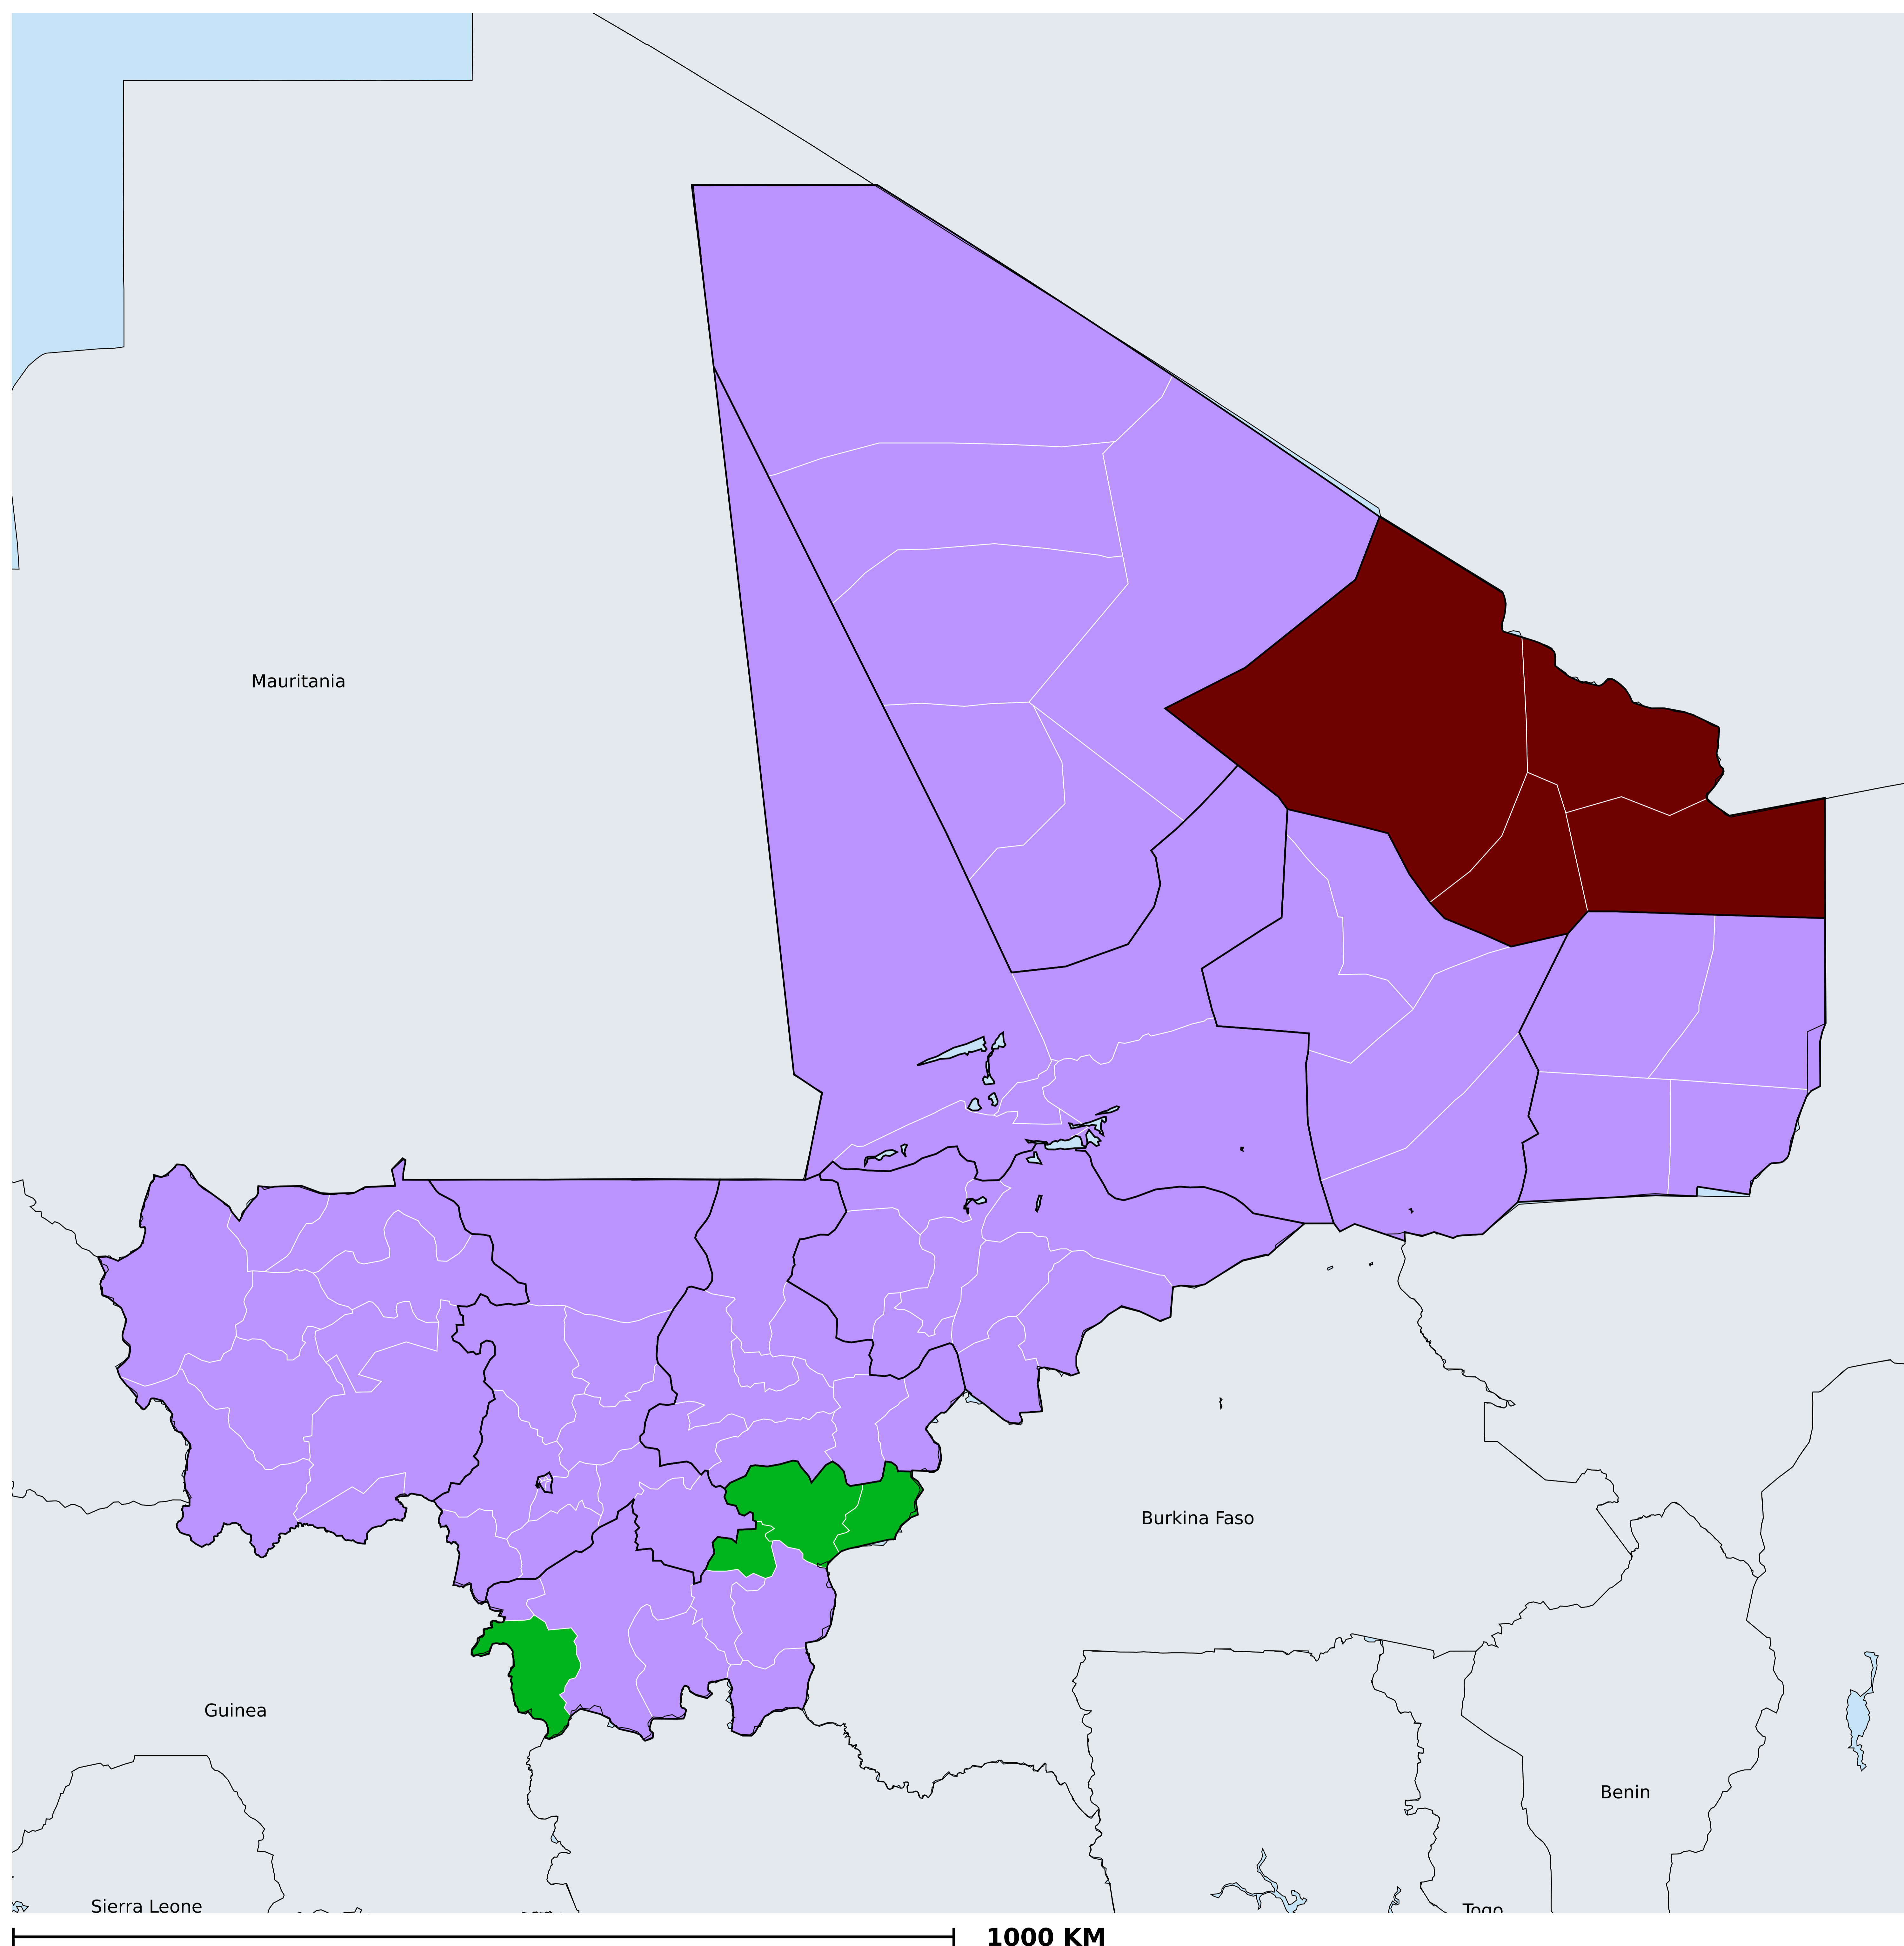 Mauritania
Burkina Faso
Guinea
Benin
Sierra Leone
Togo
1000 KM